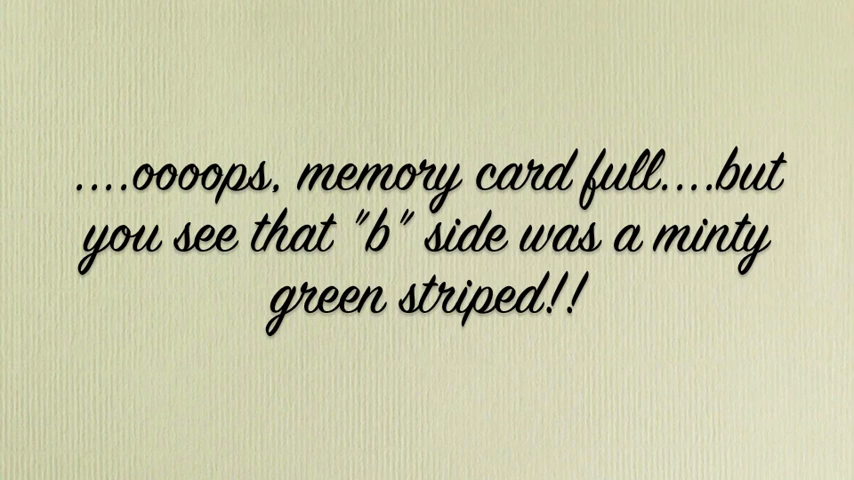 ....oooops, memory card full....but
you see that "b" side was a minty
green striped!!